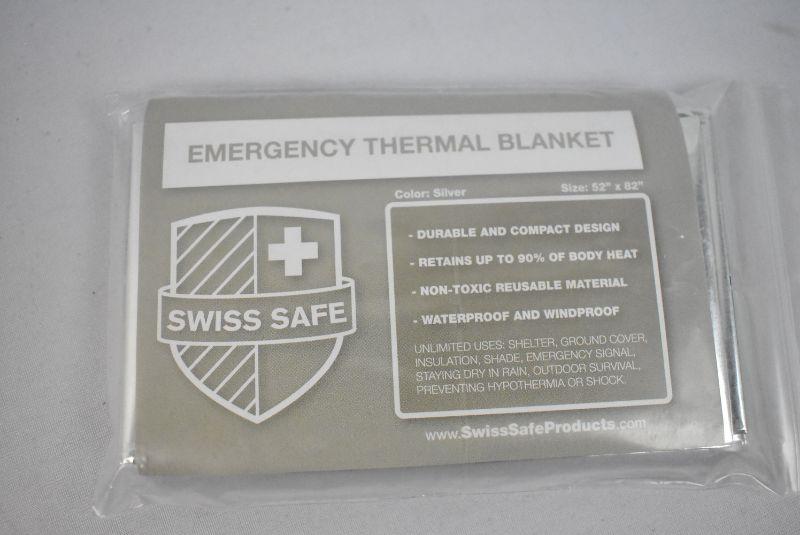 EMERGENCY THERMAL BLANKET
Color: Silver
Size: 52" x 82"
- DURABLE AND COMPACT DESIGN
- RETAINS UP TO 90% OF BODY HEAT
- NON-TOXIC REUSABLE MATERIAL
- WATERPROOF AND WINDPROOF
UNLIMITED USES: SHELTER, GROUND COVER,
INSULATION, SHADE, EMERGENCY SIGNAL,
STAYING DRY IN RAIN, OUTDOOR SURVIVAL,
PREVENTING HYPOTHERMIA OR SHOCK.
SWISS SAFE
www.SwissSafeProducts.com